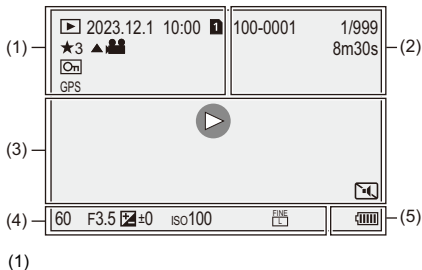 2023.12.1 10:00 1 100-0001 1/999
(1) ★3 8m30s (2)
On
GPS
(3)
(4) 60 F3.5 ±0 ISO100 FINE L (5)
(1)